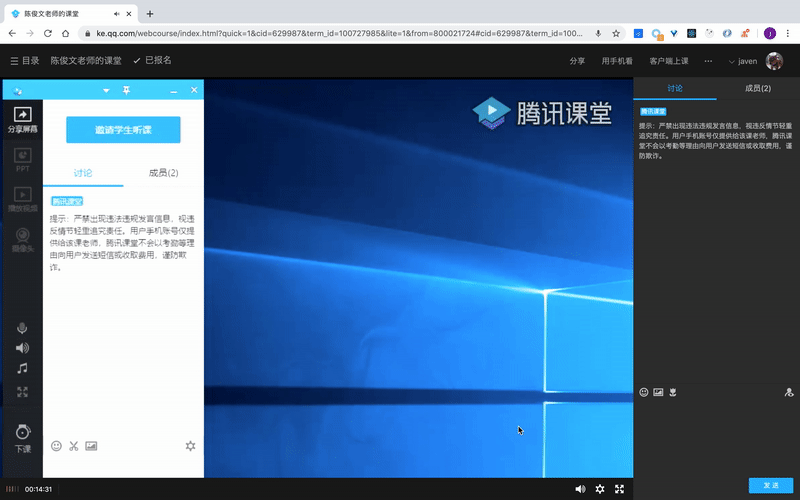 陈俊文老师的课堂
ke.qq.com/webcourse/index.html?quick=1&cid=629987&term_id=100727985&lite=1&from=800021724#cid=629987&term_id=100...
目录 陈俊文老师的课堂 已报名
分享 用手机看 客户端上课 ... javen
分享屏幕
PPT
播放视频
摄像头
下课
邀请学生听课
讨论 成员(2)
腾讯课堂
提示：严禁出现违法违规发言信息，视违
反情节轻重追究责任。用户手机账号仅提
供给该课老师，腾讯课堂不会以考勤等理
由向用户发送短信或收取费用，谨防欺
诈。
腾讯课堂
讨论 成员(2)
腾讯课堂
提示：严禁出现违法违规发言信息，视违反情节轻重
追究责任。用户手机账号仅提供给该课老师，腾讯课
堂不会以考勤等理由向用户发送短信或收取费用，谨
防欺诈。
00:14:31
发 送